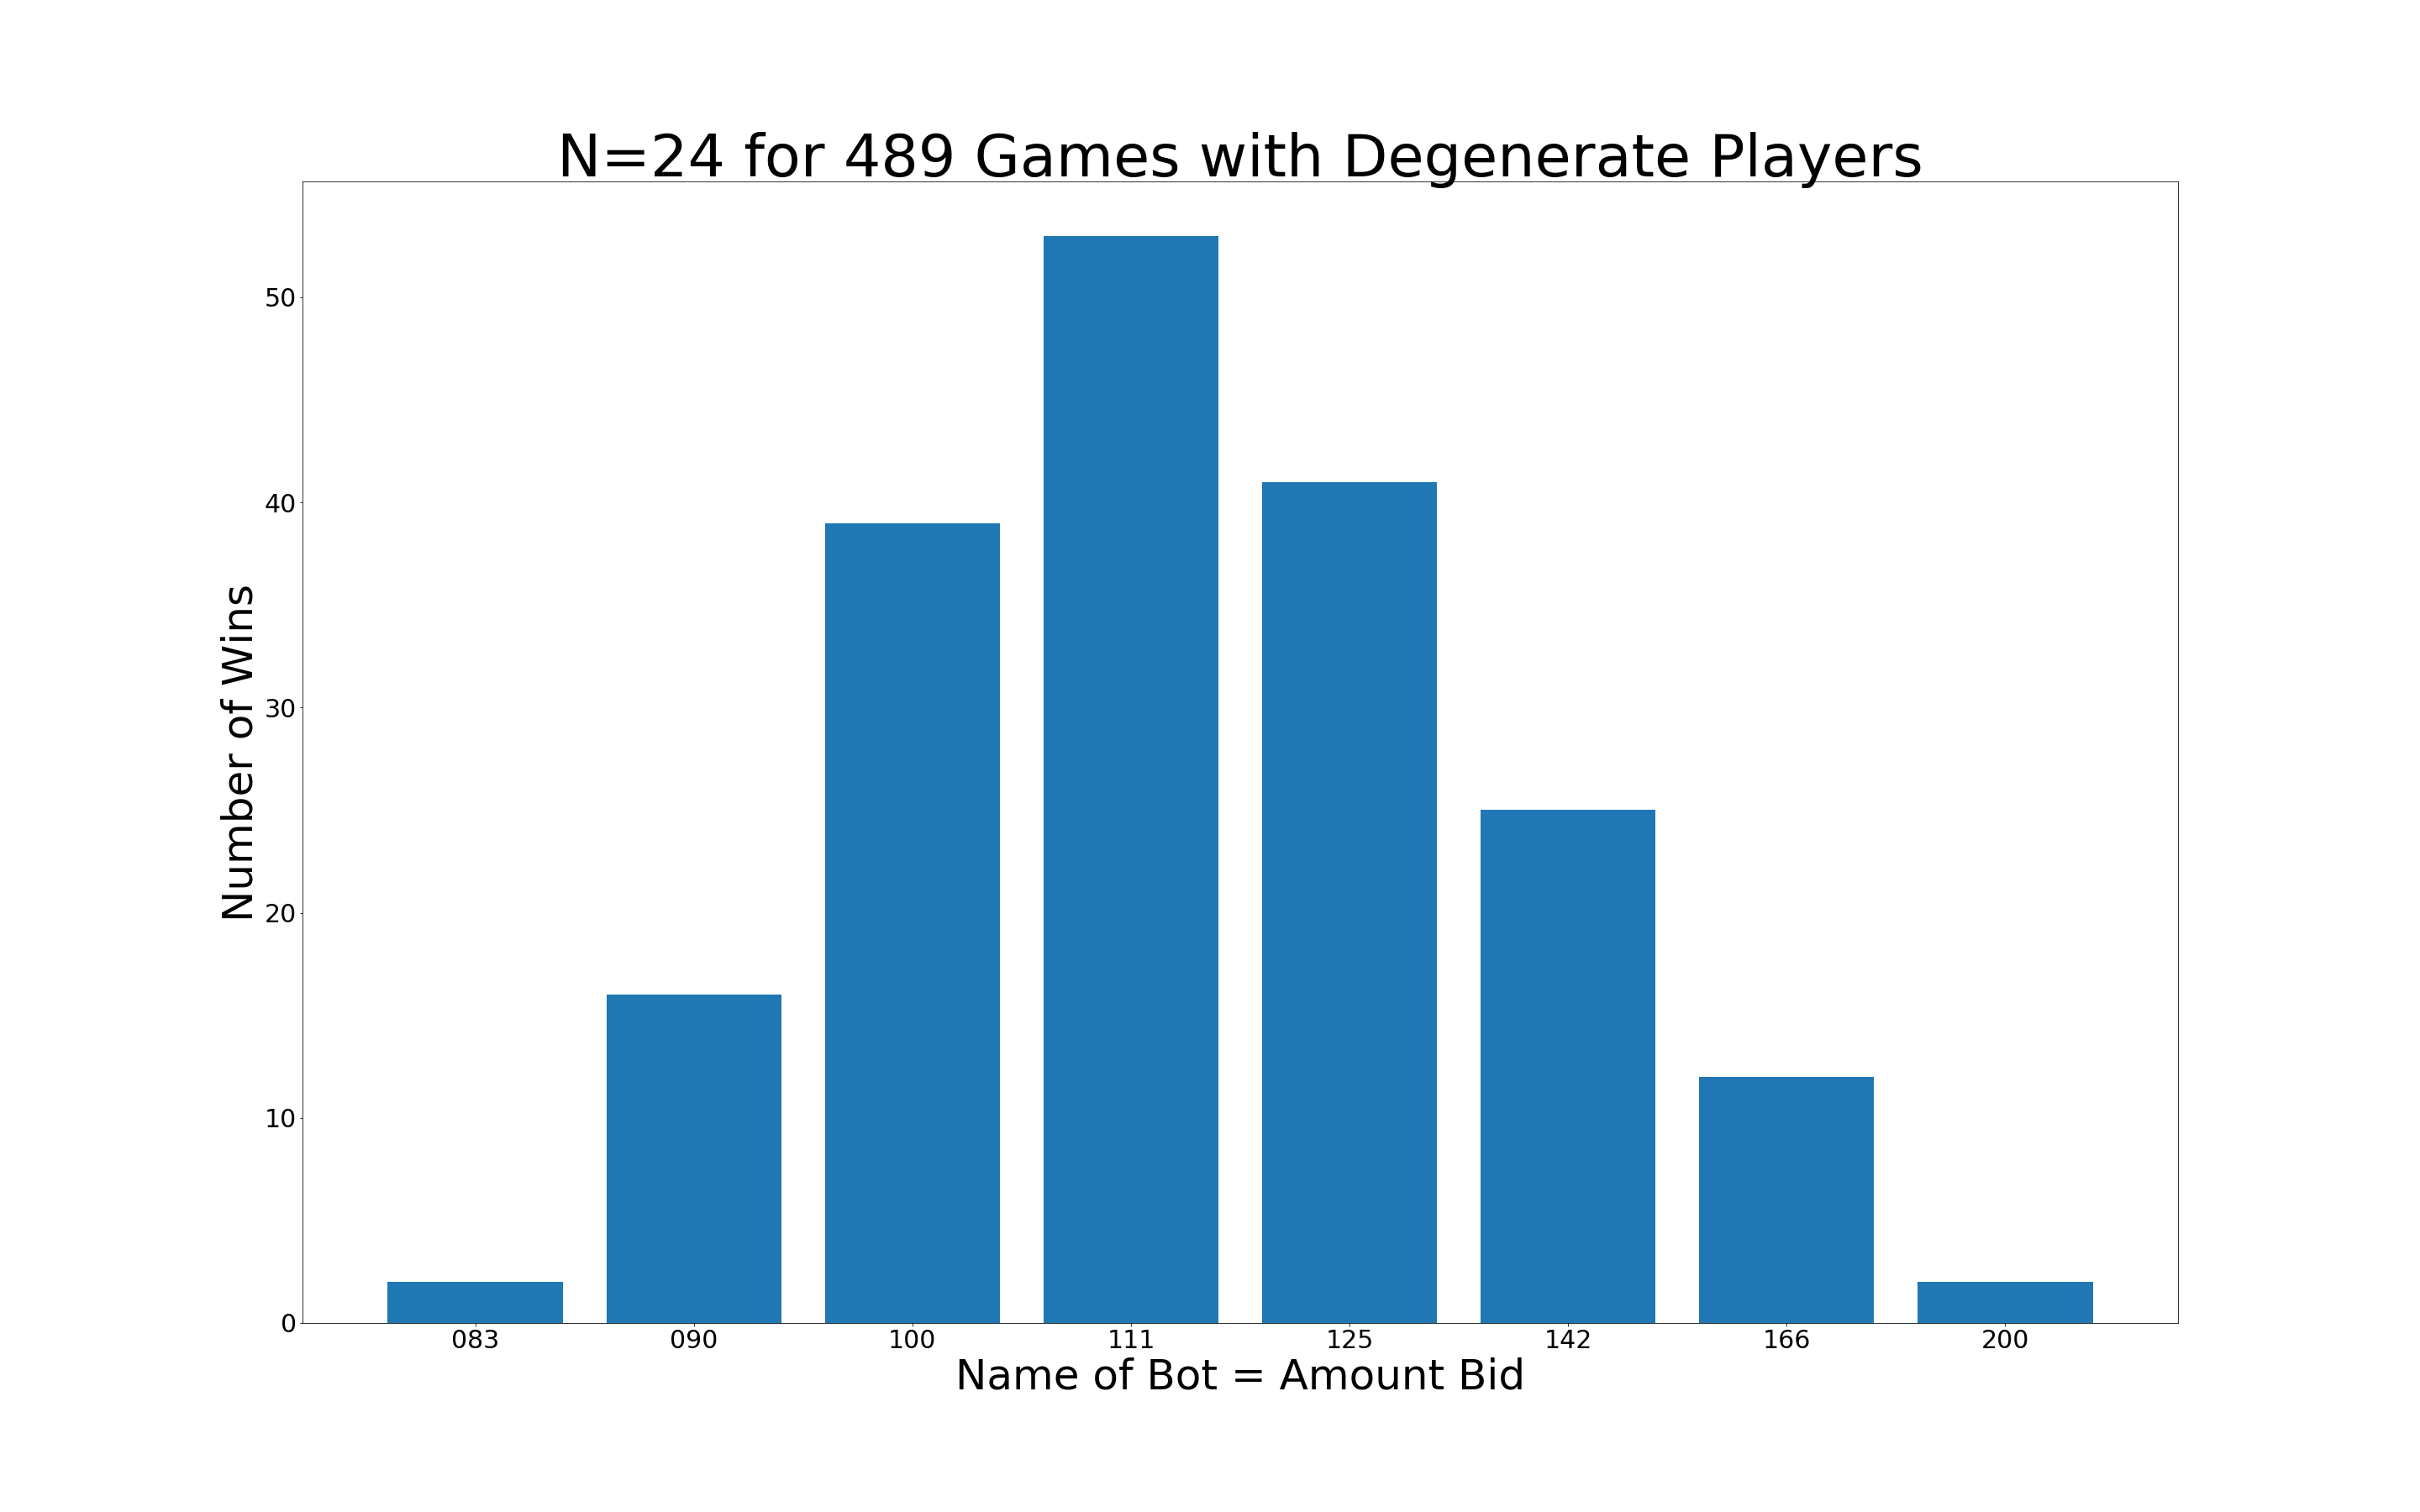 N=24 for 489 Games with Degenerate Players
Number of Wins
50
40
30
20
10
0
083 090 100 111 125 142 166 200
Name of Bot = Amount Bid